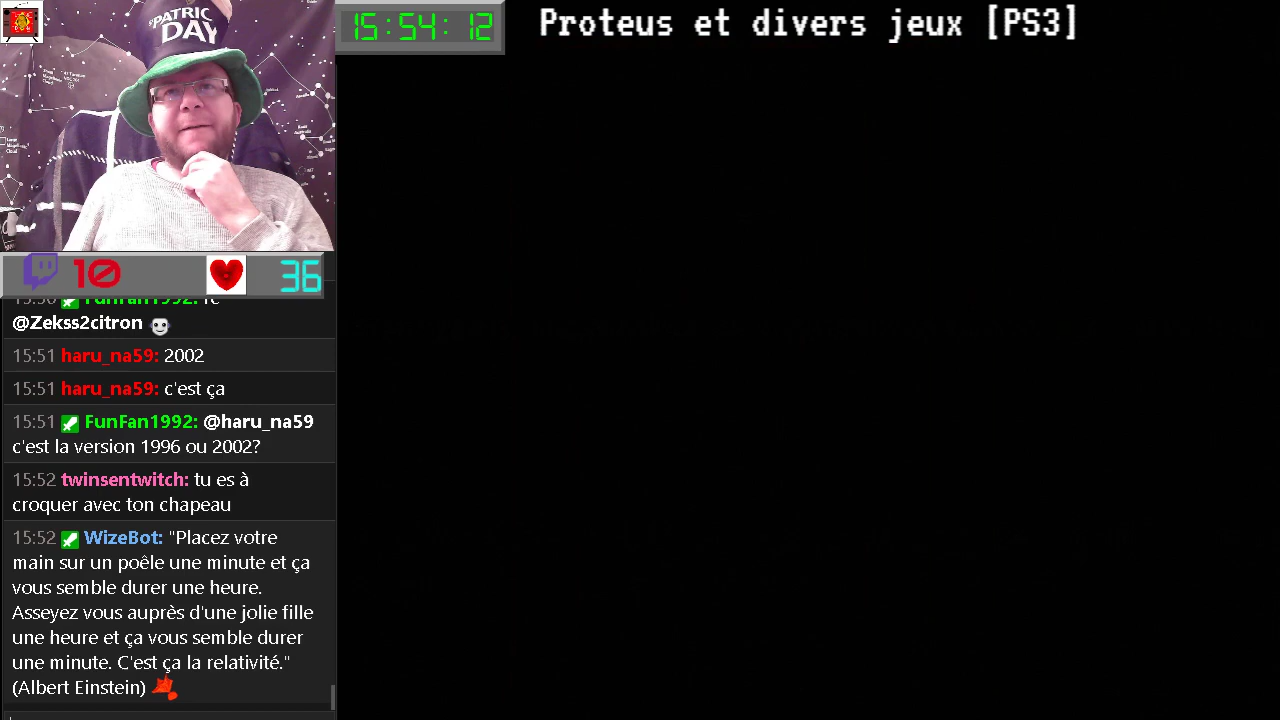 PATRIC
DAY
15:54:12
Proteus et divers jeux [PS3]
10
36
@Zekss2citron
15:51 haru_na59: 2002
15:51 haru_na59: c'est ça
15:51 FunFan1992: @haru_na59
c'est la version 1996 ou 2002?
15:52 twinsentwitch: tu es à
croquer avec ton chapeau
15:52 WizeBot: "Placez votre
main sur un poêle une minute et ça
vous semble durer une heure.
Asseyez vous auprès d'une jolie fille
une heure et ça vous semble durer
une minute. C'est ça la relativité."
(Albert Einstein)